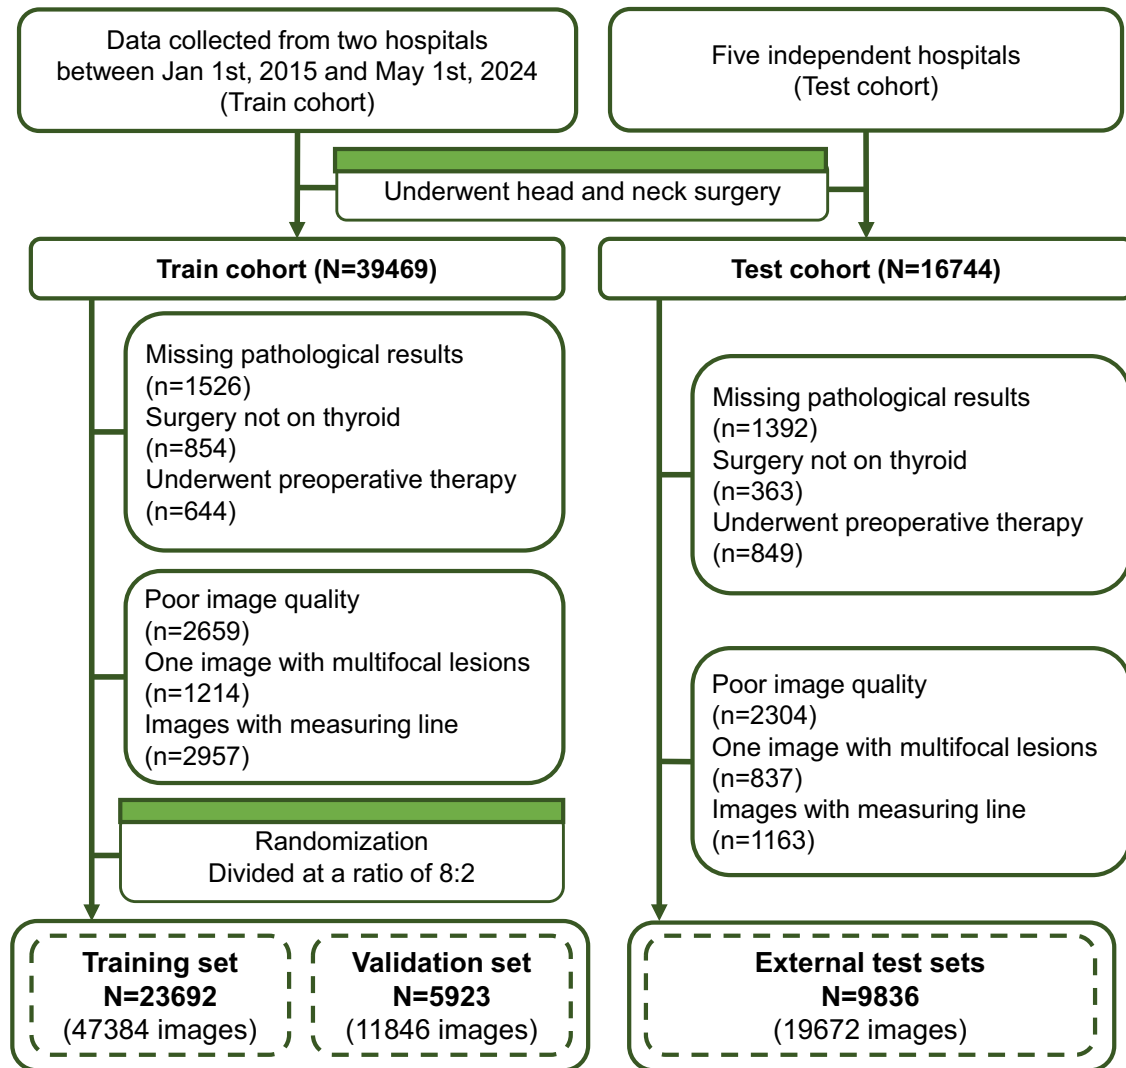 Data collected from two hospitals
between Jan 1st, 2015 and May 1st, 2024
(Train cohort)
Five independent hospitals
(Test cohort)
Underwent head and neck surgery
Train cohort (N=39469)
Test cohort (N=16744)
Missing pathological results
(n=1526)
Surgery not on thyroid
(n=854)
Underwent preoperative therapy
(n=644)
Missing pathological results
(n=1392)
Surgery not on thyroid
(n=363)
Underwent preoperative therapy
(n=849)
Poor image quality
(n=2659)
One image with multifocal lesions
(n=1214)
Images with measuring line
(n=2957)
Poor image quality
(n=2304)
One image with multifocal lesions
(n=837)
Images with measuring line
(n=1163)
Randomization
Divided at a ratio of 8:2
Training set
N=23692
(47384 images)
Validation set
N=5923
(11846 images)
External test sets
N=9836
(19672 images)